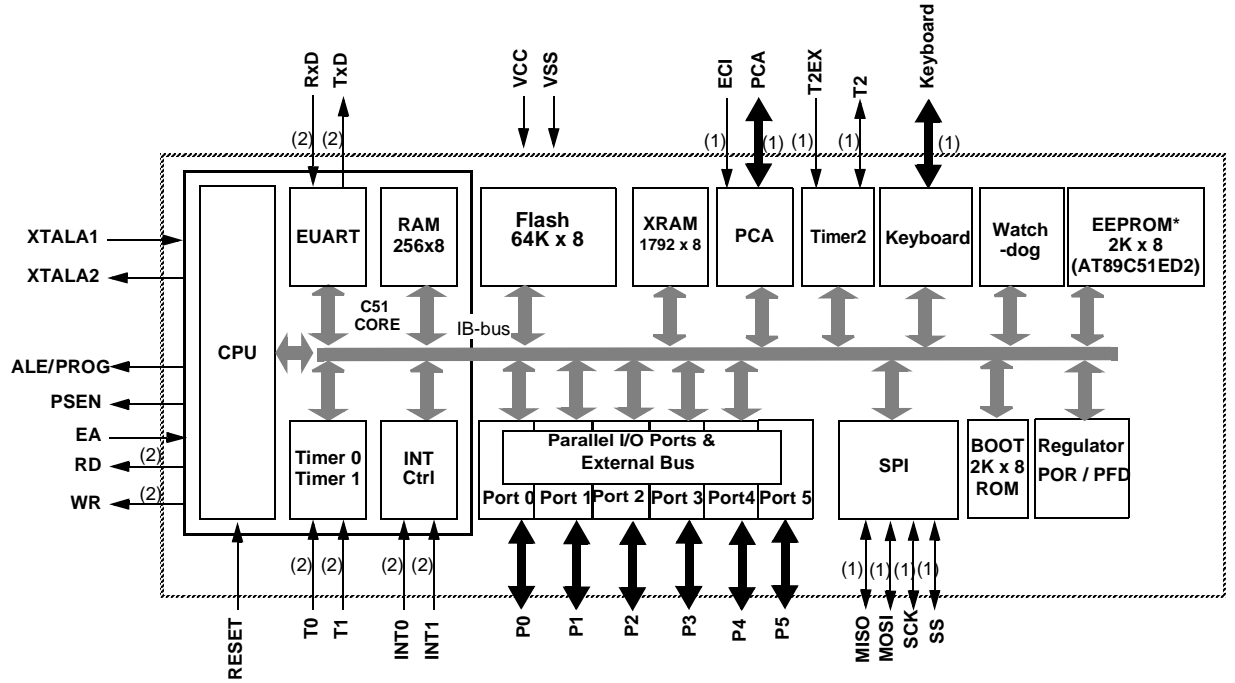 RxD
TxD
VCC
VSS
ECI
PCA
T2EX
T2
Keyboard
(2)
(2)
(1)
(1)
(1)
(1)
(1)
XTALA1
XTALA2
ALE/PROG
PSEN
EA
RD
(2)
WR
(2)
CPU
EUART
RAM
256x8
Flash
64K x 8
XRAM
1792 x 8
PCA
Timer2
Keyboard
Watch
-dog
EEPROM*
2K x 8
(AT89C51ED2)
C51
CORE
IB-bus
Timer 0
Timer 1
INT
Ctrl
Parallel I/O Ports &
External Bus
Port 0
Port 1
Port 2
Port 3
Port4
Port 5
SPI
BOOT
2K x 8
ROM
Regulator
POR / PFD
(2)
(2)
(2)
(2)
(1)
(1)
(1)
(1)
RESET
T0
T1
INT0
INT1
P0
P1
P2
P3
P4
P5
MISO
MOSI
SCK
SS